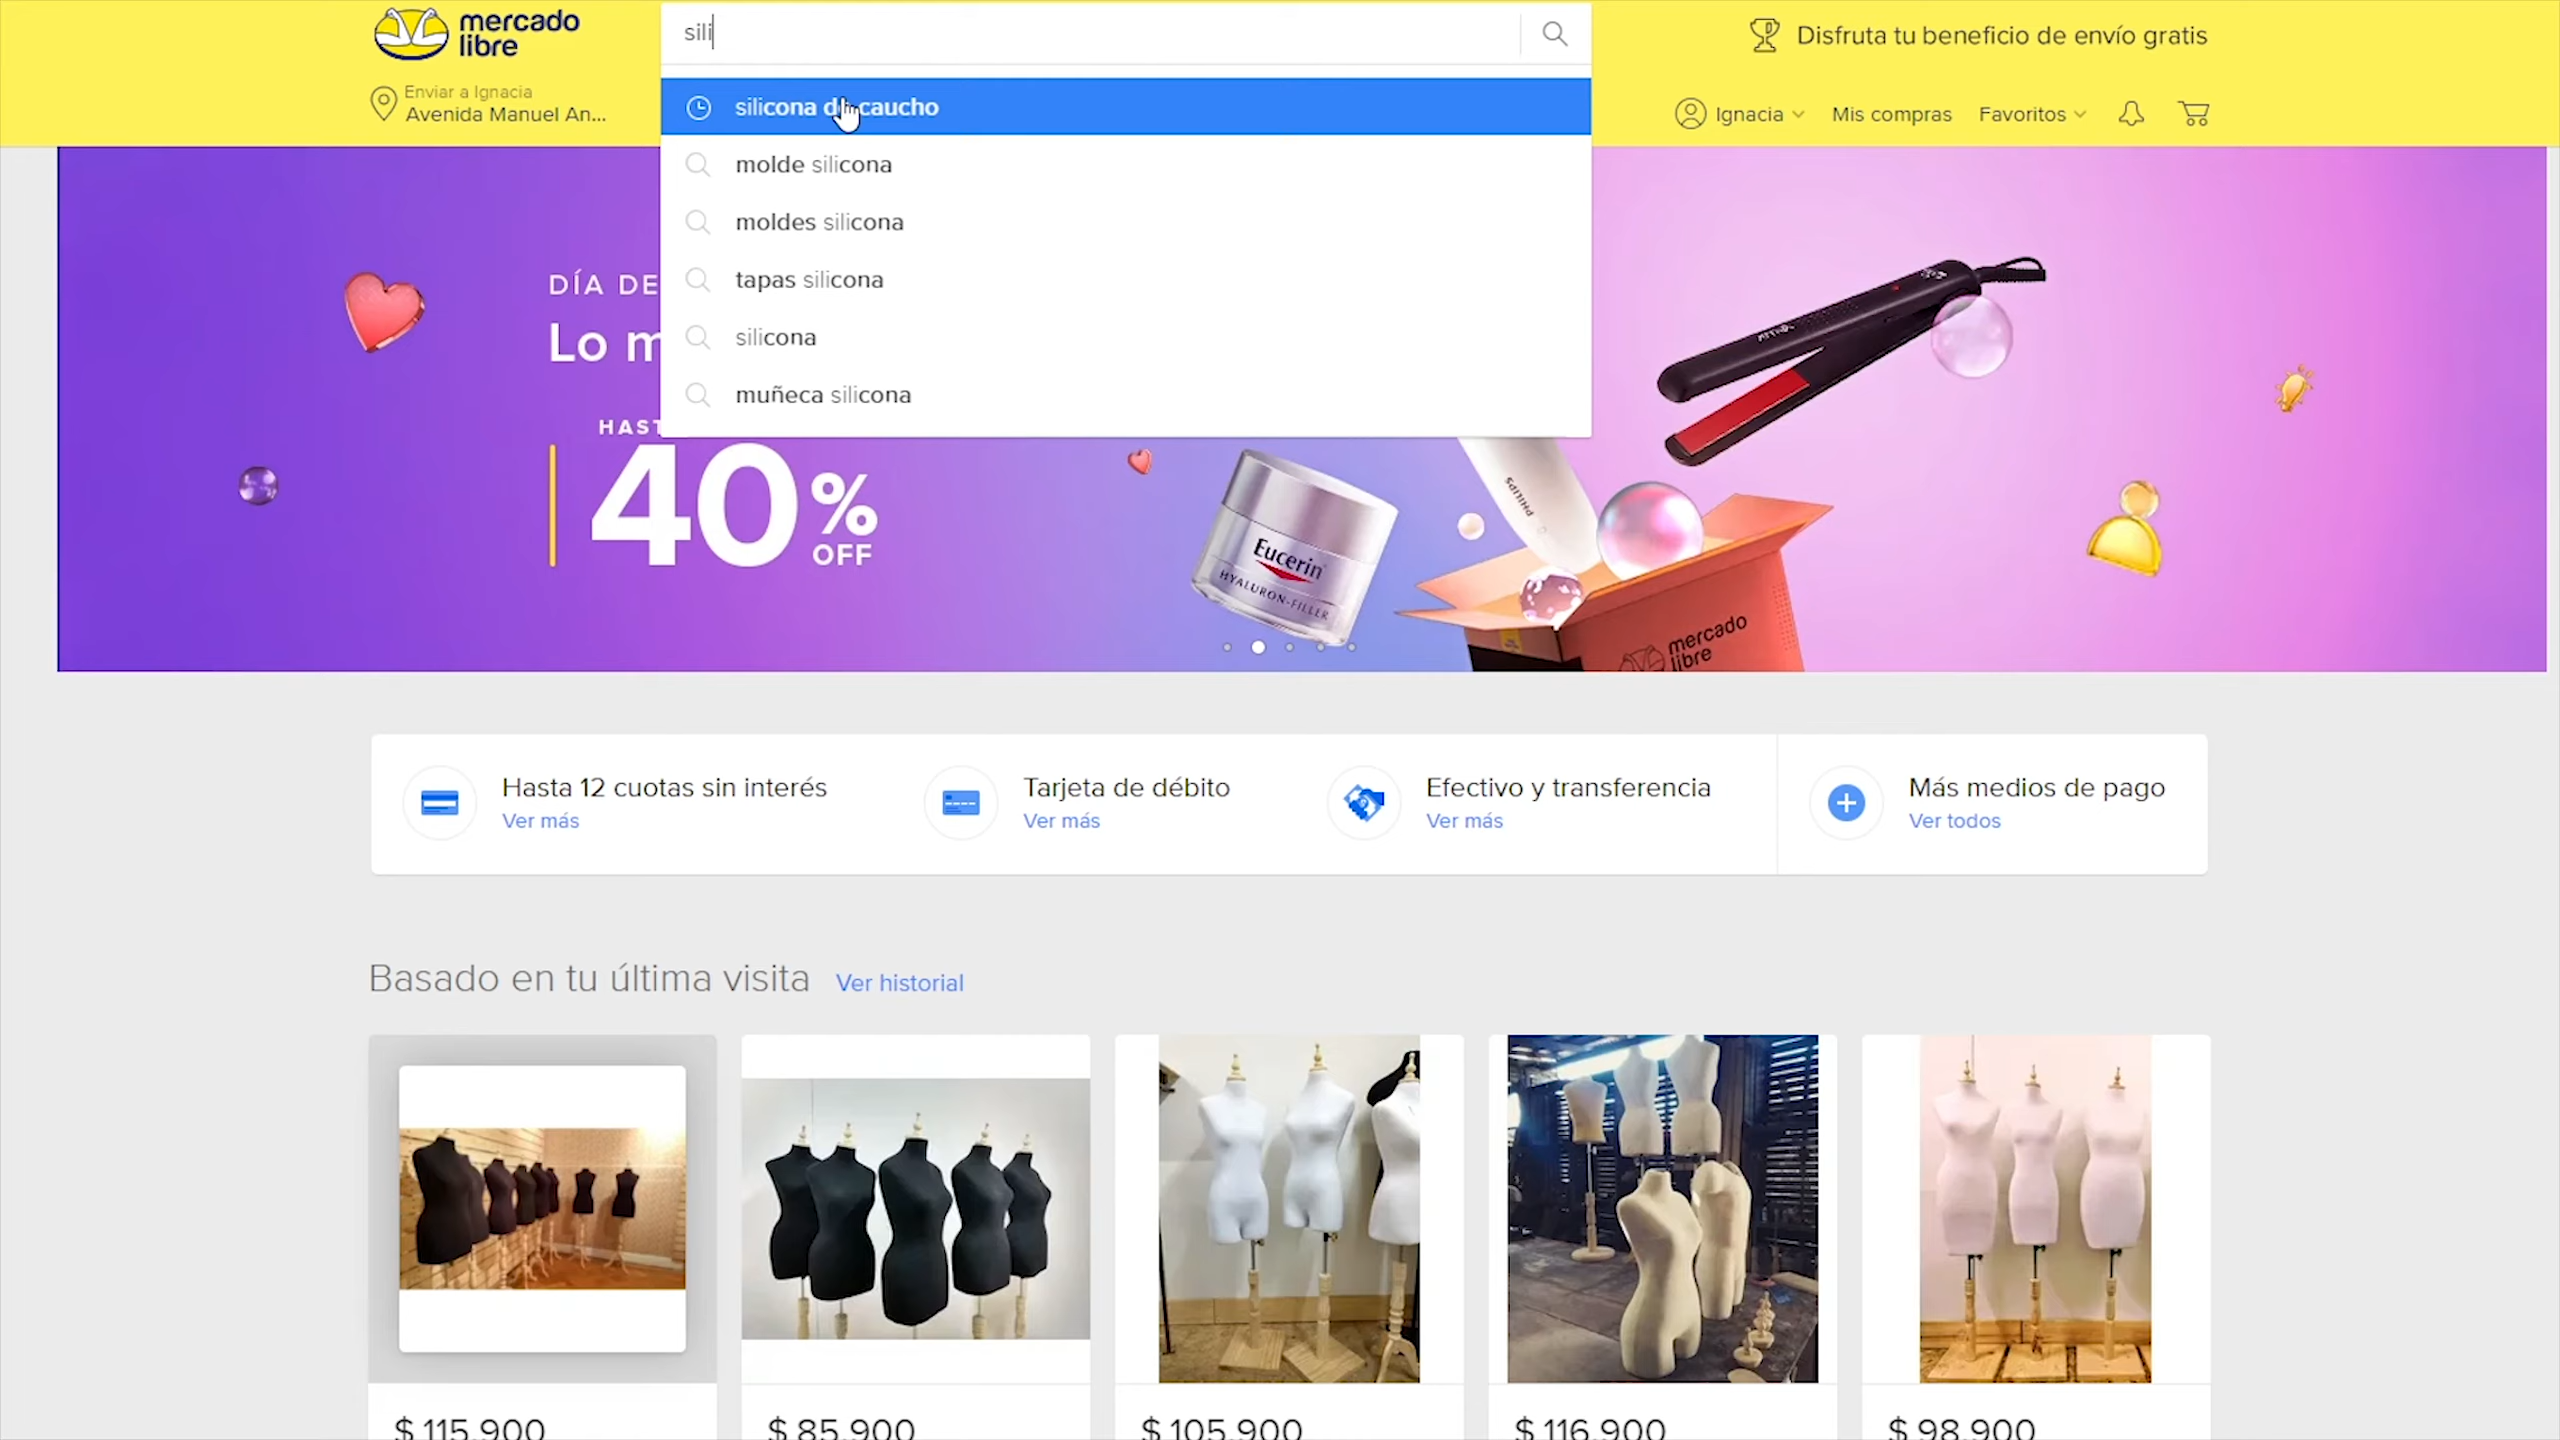 mercado
libre
sili
Disfruta tu beneficio de envío gratis
Enviar a Ignacia
Avenida Manuel An...
Ignacia
Mis compras
Favoritos
silicona de caucho
molde silicona
moldes silicona
tapas silicona
silicona
muñeca silicona
DÍA DE
Lo m
HAST
40%
OFF
PHILIPS
Eucerin
HYALURON-FILLER
mercado
libre
Hasta 12 cuotas sin interés
Ver más
Tarjeta de débito
Ver más
Efectivo y transferencia
Ver más
Más medios de pago
Ver todos
Basado en tu última visita
Ver historial
$ 115.900
$ 85.900
$ 105.900
$ 116.900
$ 98.900